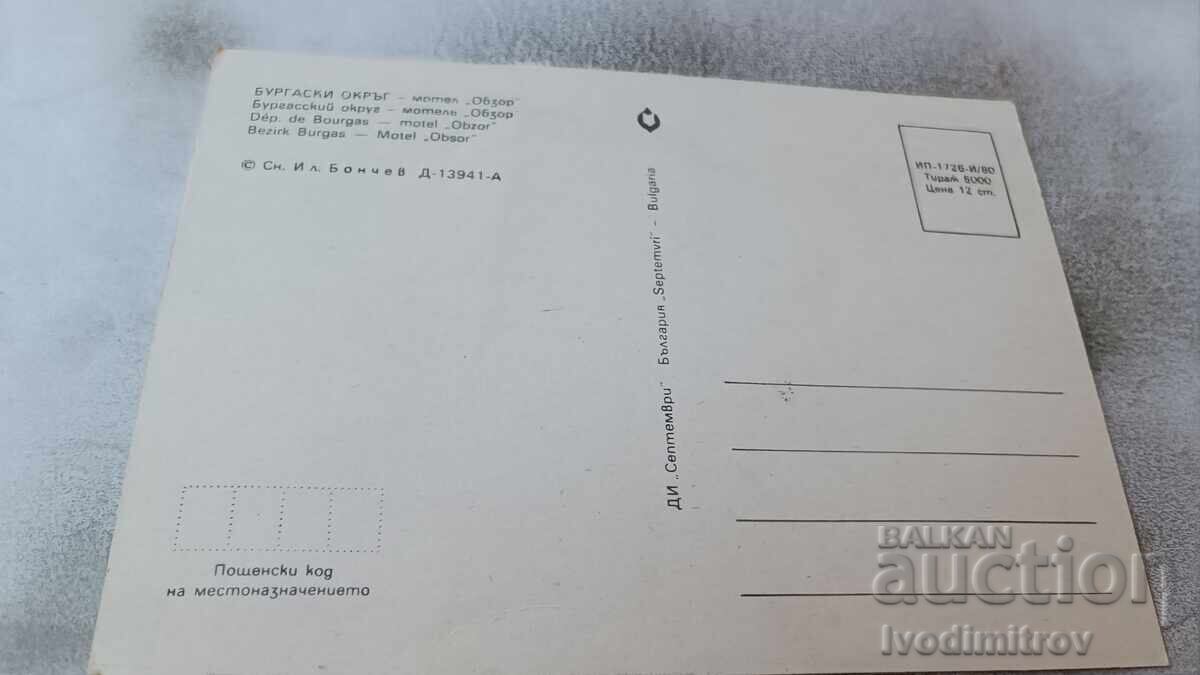 БУРГАСКИ ОКРЪГ — мотел „Обзор“
Бургасский округ — мотель „Обзор
Dép. de Bourgas — motel „Obzor“
Bezirk Burgas — Motel „Obsor“
© Сн. Ил. Бончев Д-13941-А
ДИ „Септември“ България „Septemvri“ - Bulgaria
ИП-1726-И/80
Тираж 6000
Цена 12 ст.
Пощенски код
на местоназначението
BALKAN
auction
Ivodimitrov